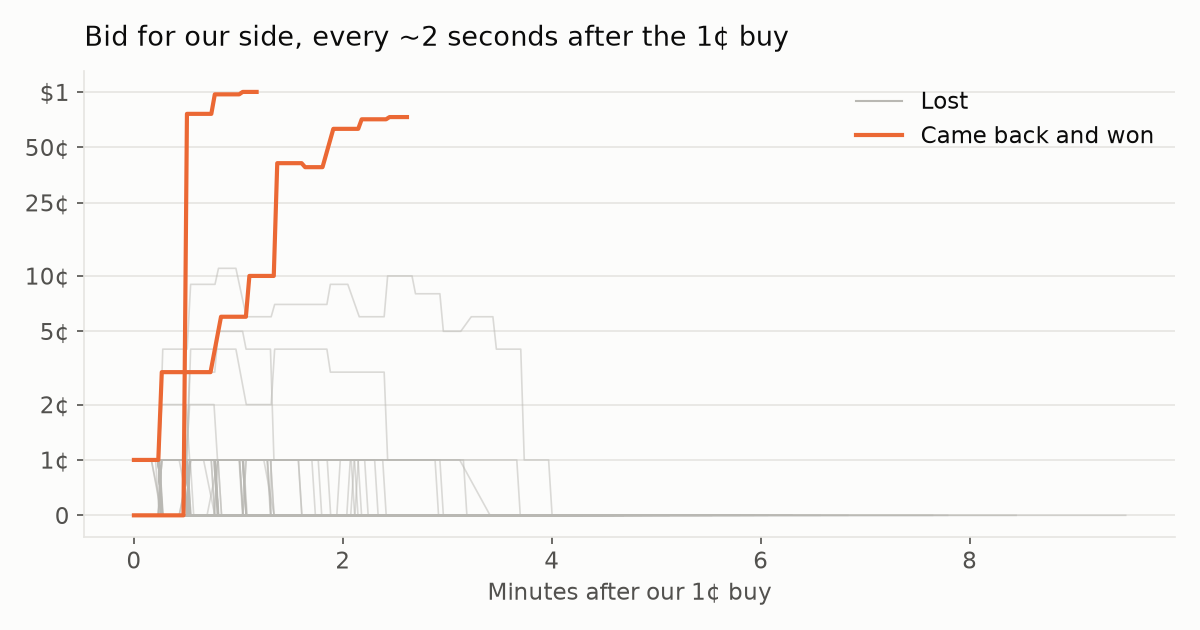 Bid for our side, every ~2 seconds after the 1¢ buy
$1
50¢
25¢
10¢
5¢
2¢
1¢
0
Lost
Came back and won
0 2 4 6 8
Minutes after our 1¢ buy